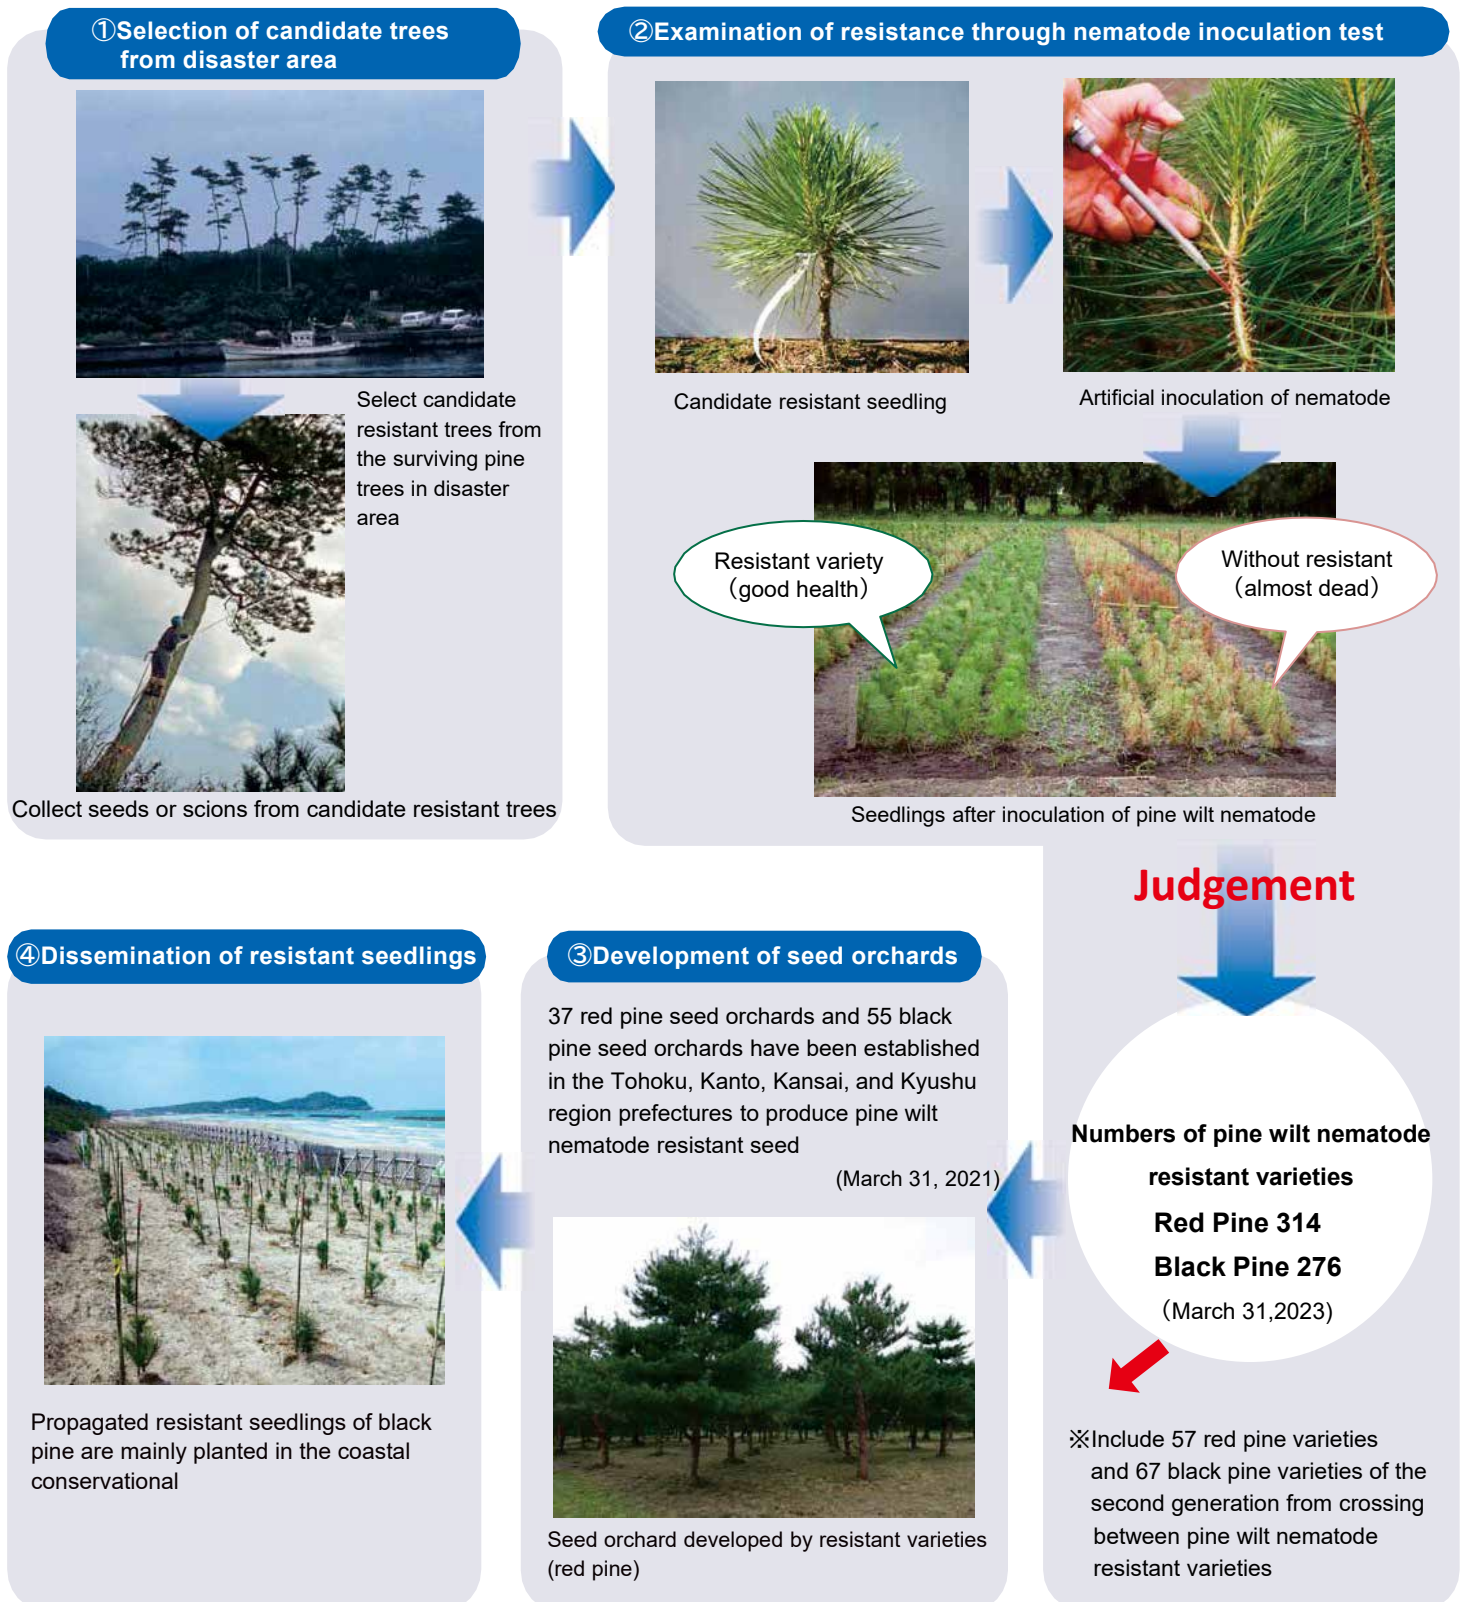 ①Selection of candidate trees
from disaster area
Select candidate
resistant trees from
the surviving pine
trees in disaster
area
Collect seeds or scions from candidate resistant trees
②Examination of resistance through nematode inoculation test
Candidate resistant seedling
Artificial inoculation of nematode
Resistant variety
（good health）
Without resistant
（almost dead）
Seedlings after inoculation of pine wilt nematode
Judgement
Numbers of pine wilt nematode
resistant varieties
Red Pine 314
Black Pine 276
（March 31,2023)
※Include 57 red pine varieties
and 67 black pine varieties of the
second generation from crossing
between pine wilt nematode
resistant varieties
③Development of seed orchards
37 red pine seed orchards and 55 black
pine seed orchards have been established
in the Tohoku, Kanto, Kansai, and Kyushu
region prefectures to produce pine wilt
nematode resistant seed
(March 31, 2021)
Seed orchard developed by resistant varieties
(red pine)
④Dissemination of resistant seedlings
Propagated resistant seedlings of black
pine are mainly planted in the coastal
conservational